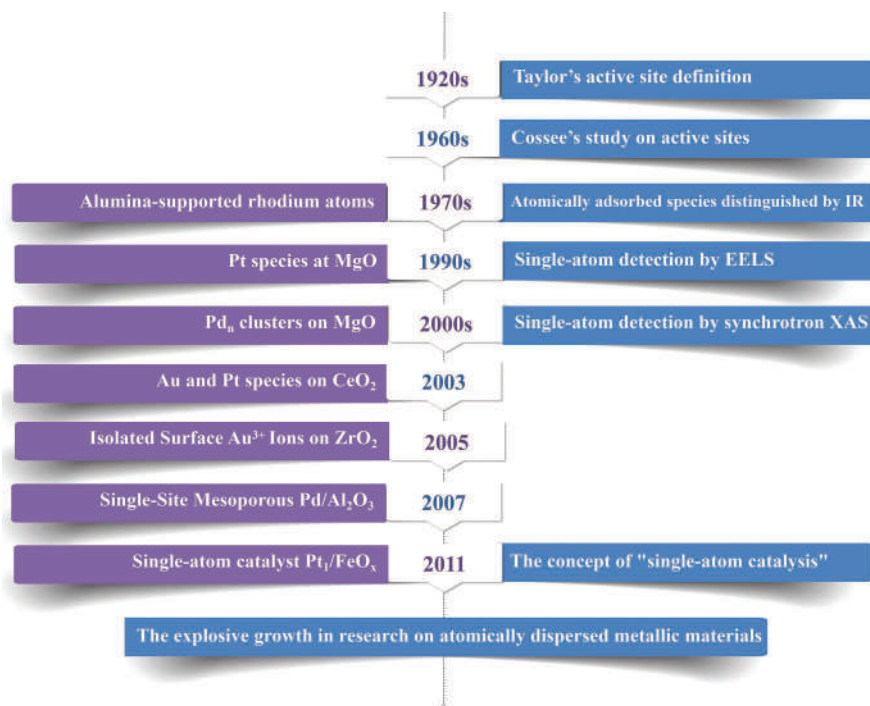 1920s Taylor's active site definition
1960s Cossee's study on active sites
Alumina-supported rhodium atoms 1970s Atomically adsorbed species distinguished by IR
Pt species at MgO 1990s Single-atom detection by EELS
Pdₙ clusters on MgO 2000s Single-atom detection by synchrotron XAS
Au and Pt species on CeO₂ 2003
Isolated Surface Au³⁺ Ions on ZrO₂ 2005
Single-Site Mesoporous Pd/Al₂O₃ 2007
Single-atom catalyst Pt₁/FeOₓ 2011 The concept of "single-atom catalysis"
The explosive growth in research on atomically dispersed metallic materials